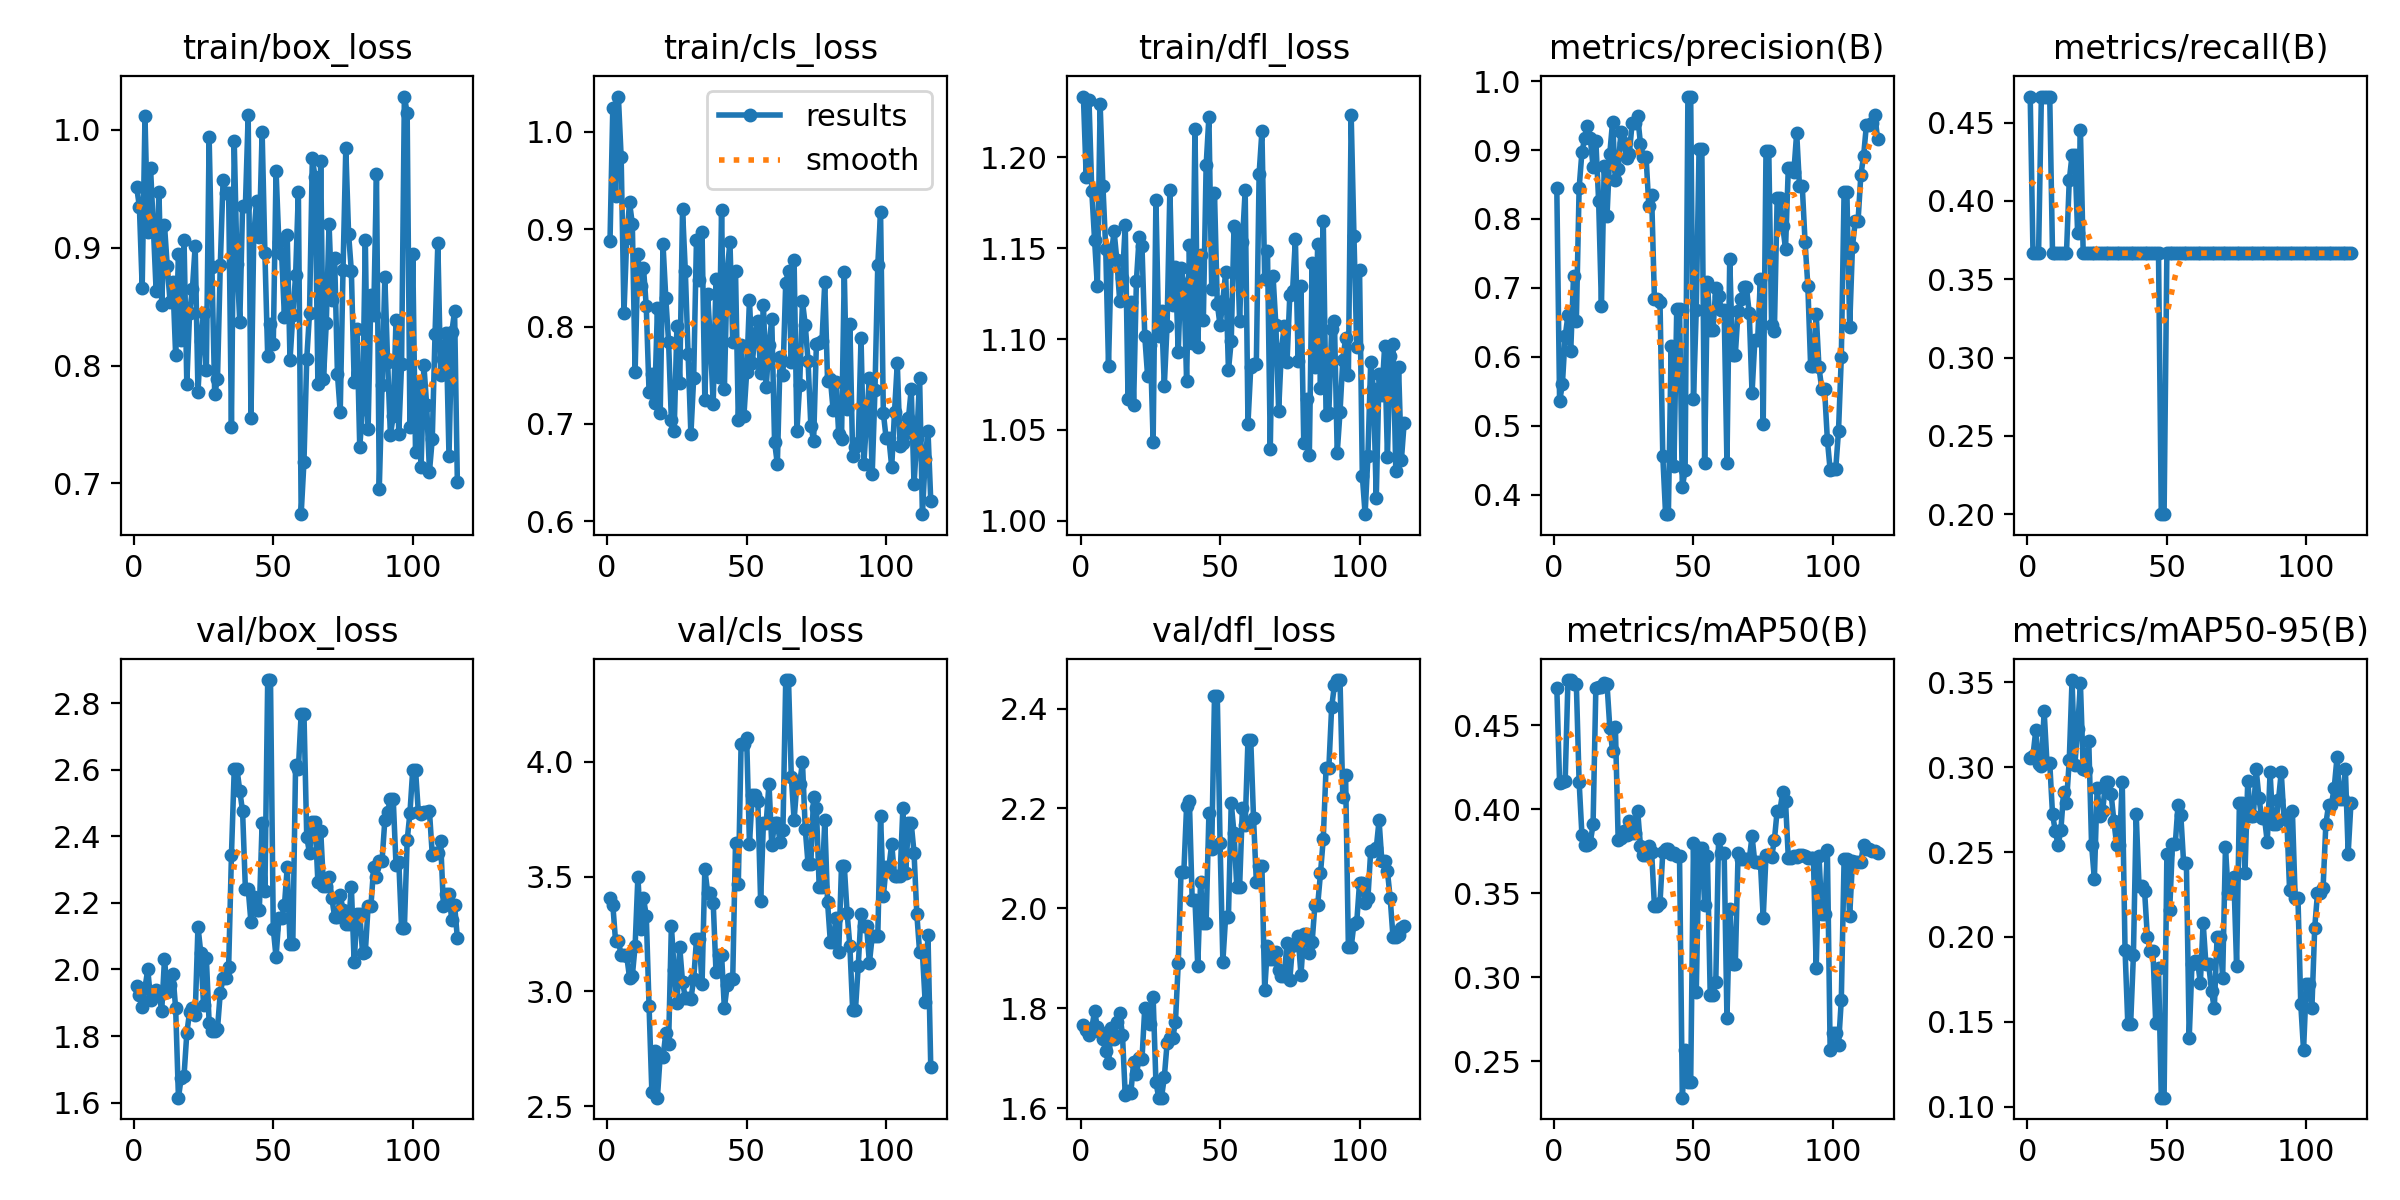 train/box_loss
train/cls_loss
train/dfl_loss
metrics/precision(B)
metrics/recall(B)
1.0
0.9
0.8
0.7
0 50 100
1.0
0.9
0.8
0.7
0.6
0 50 100
results
smooth
1.20
1.15
1.10
1.05
1.00
0 50 100
1.0
0.9
0.8
0.7
0.6
0.5
0.4
0 50 100
0.45
0.40
0.35
0.30
0.25
0.20
0 50 100
val/box_loss
val/cls_loss
val/dfl_loss
metrics/mAP50(B)
metrics/mAP50-95(B)
2.8
2.6
2.4
2.2
2.0
1.8
1.6
0 50 100
4.0
3.5
3.0
2.5
0 50 100
2.4
2.2
2.0
1.8
1.6
0 50 100
0.45
0.40
0.35
0.30
0.25
0 50 100
0.35
0.30
0.25
0.20
0.15
0.10
0 50 100